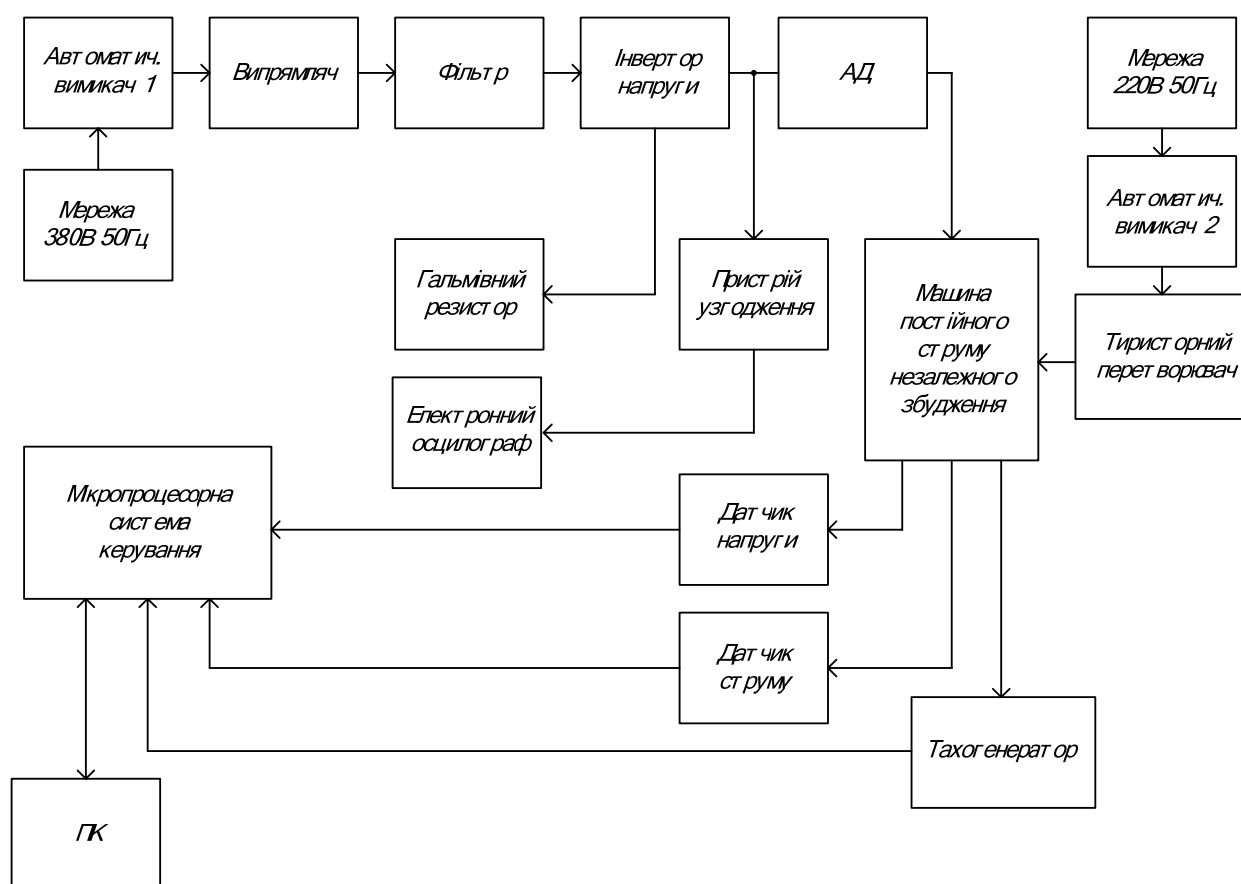 Автоматич.
вимикач 1
Випрямляч
Фільтр
Інвертор
напруги
АД
Мережа
220В 50Гц
Мережа
380В 50Гц
Автоматич.
вимикач 2
Гальмівний
резистор
Пристрій
узгодження
Машина
постійного
струму
незалежного
збудження
Тиристорний
перетворювач
Електронний
осцилограф
Мікропроцесорна
система
керування
Датчик
напруги
Датчик
струму
Тахогенератор
ПК